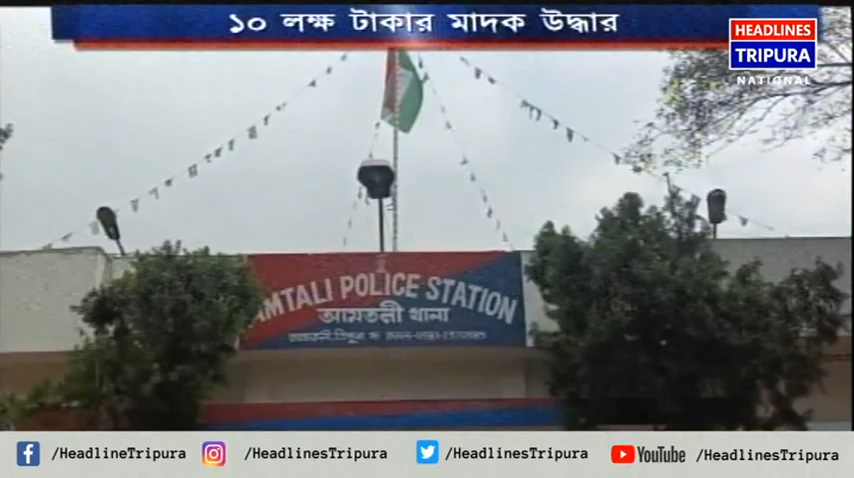 ১০ লক্ষ টাকার মাদক উদ্ধার
HEADLINES
TRIPURA
NATIONAL
AMTALI POLICE STATION
আমতলী থানা
/HeadlineTripura /HeadlinesTripura /HeadlinesTripura YouTube /HeadlinesTripura